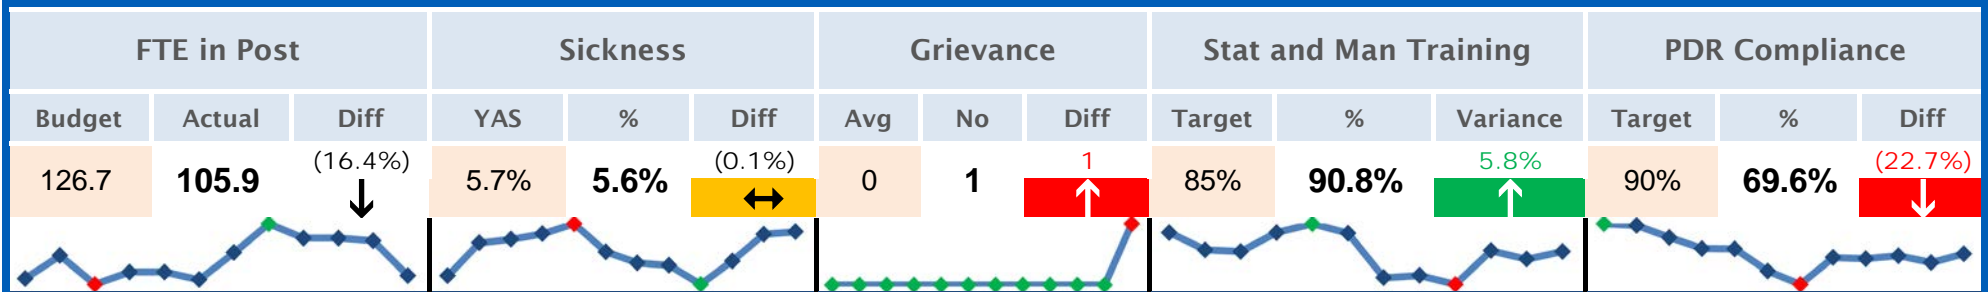 FTE in Post Sickness Grievance Stat and Man Training PDR Compliance
Budget Actual Diff YAS % Diff Avg No Diff Target % Variance Target % Diff
126.7 105.9 (16.4%) 5.7% 5.6% (0.1%) 0 1 1 85% 90.8% 5.8% 90% 69.6% (22.7%)